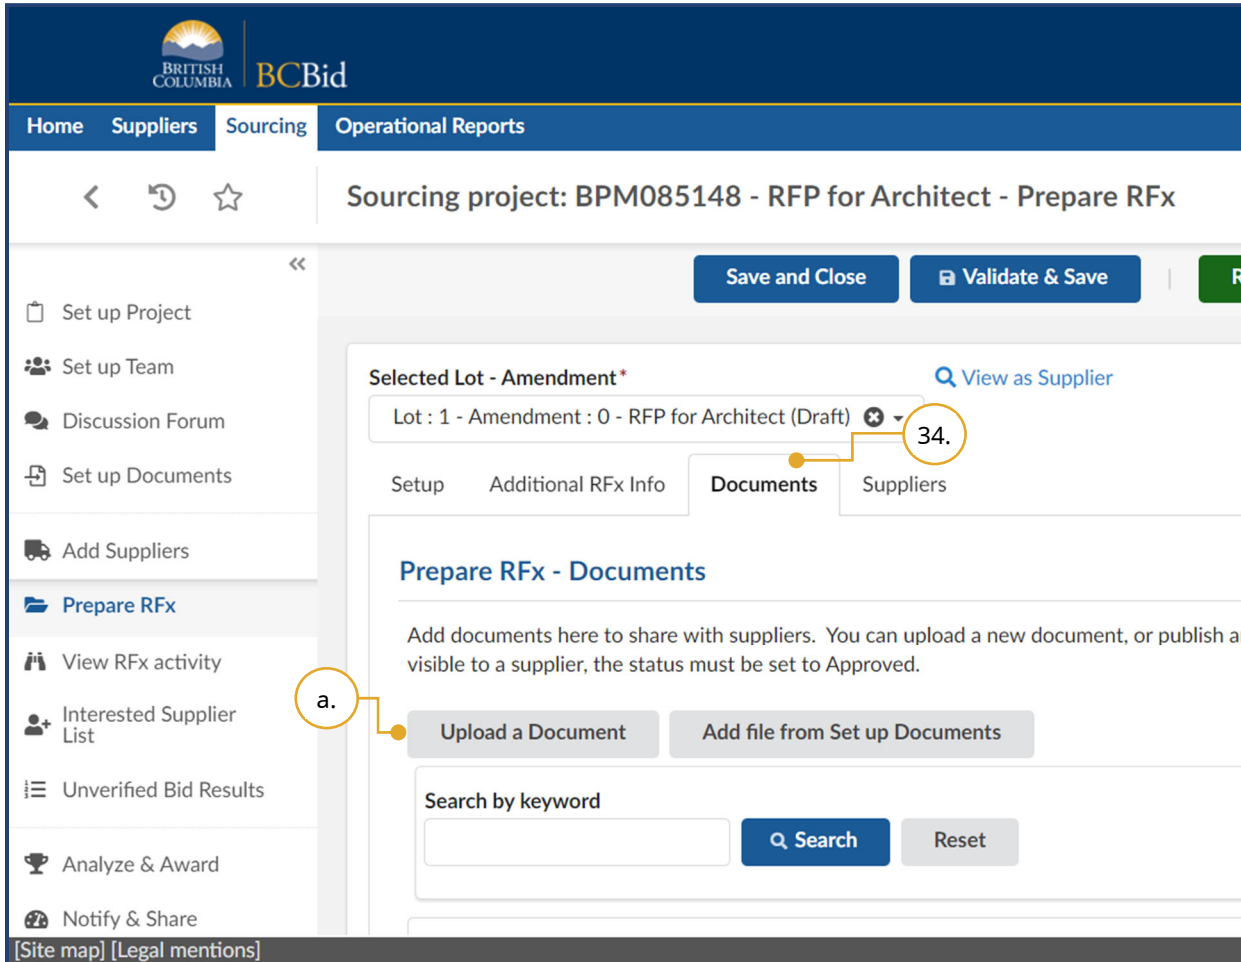 BRITISH
COLUMBIA
BCBid
Home Suppliers Sourcing Operational Reports
Sourcing project: BPM085148 - RFP for Architect - Prepare RFx
Save and Close Validate & Save R
Set up Project
Set up Team
Discussion Forum
Set up Documents
Add Suppliers
Prepare RFx
View RFx activity
Interested Supplier
List
Unverified Bid Results
Analyze & Award
Notify & Share
Selected Lot - Amendment*
View as Supplier
Lot : 1 - Amendment : 0 - RFP for Architect (Draft)
34.
Setup Additional RFx Info Documents Suppliers
Prepare RFx - Documents
Add documents here to share with suppliers. You can upload a new document, or publish a
visible to a supplier, the status must be set to Approved.
a.
Upload a Document Add file from Set up Documents
Search by keyword
Search Reset
[Site map] [Legal mentions]